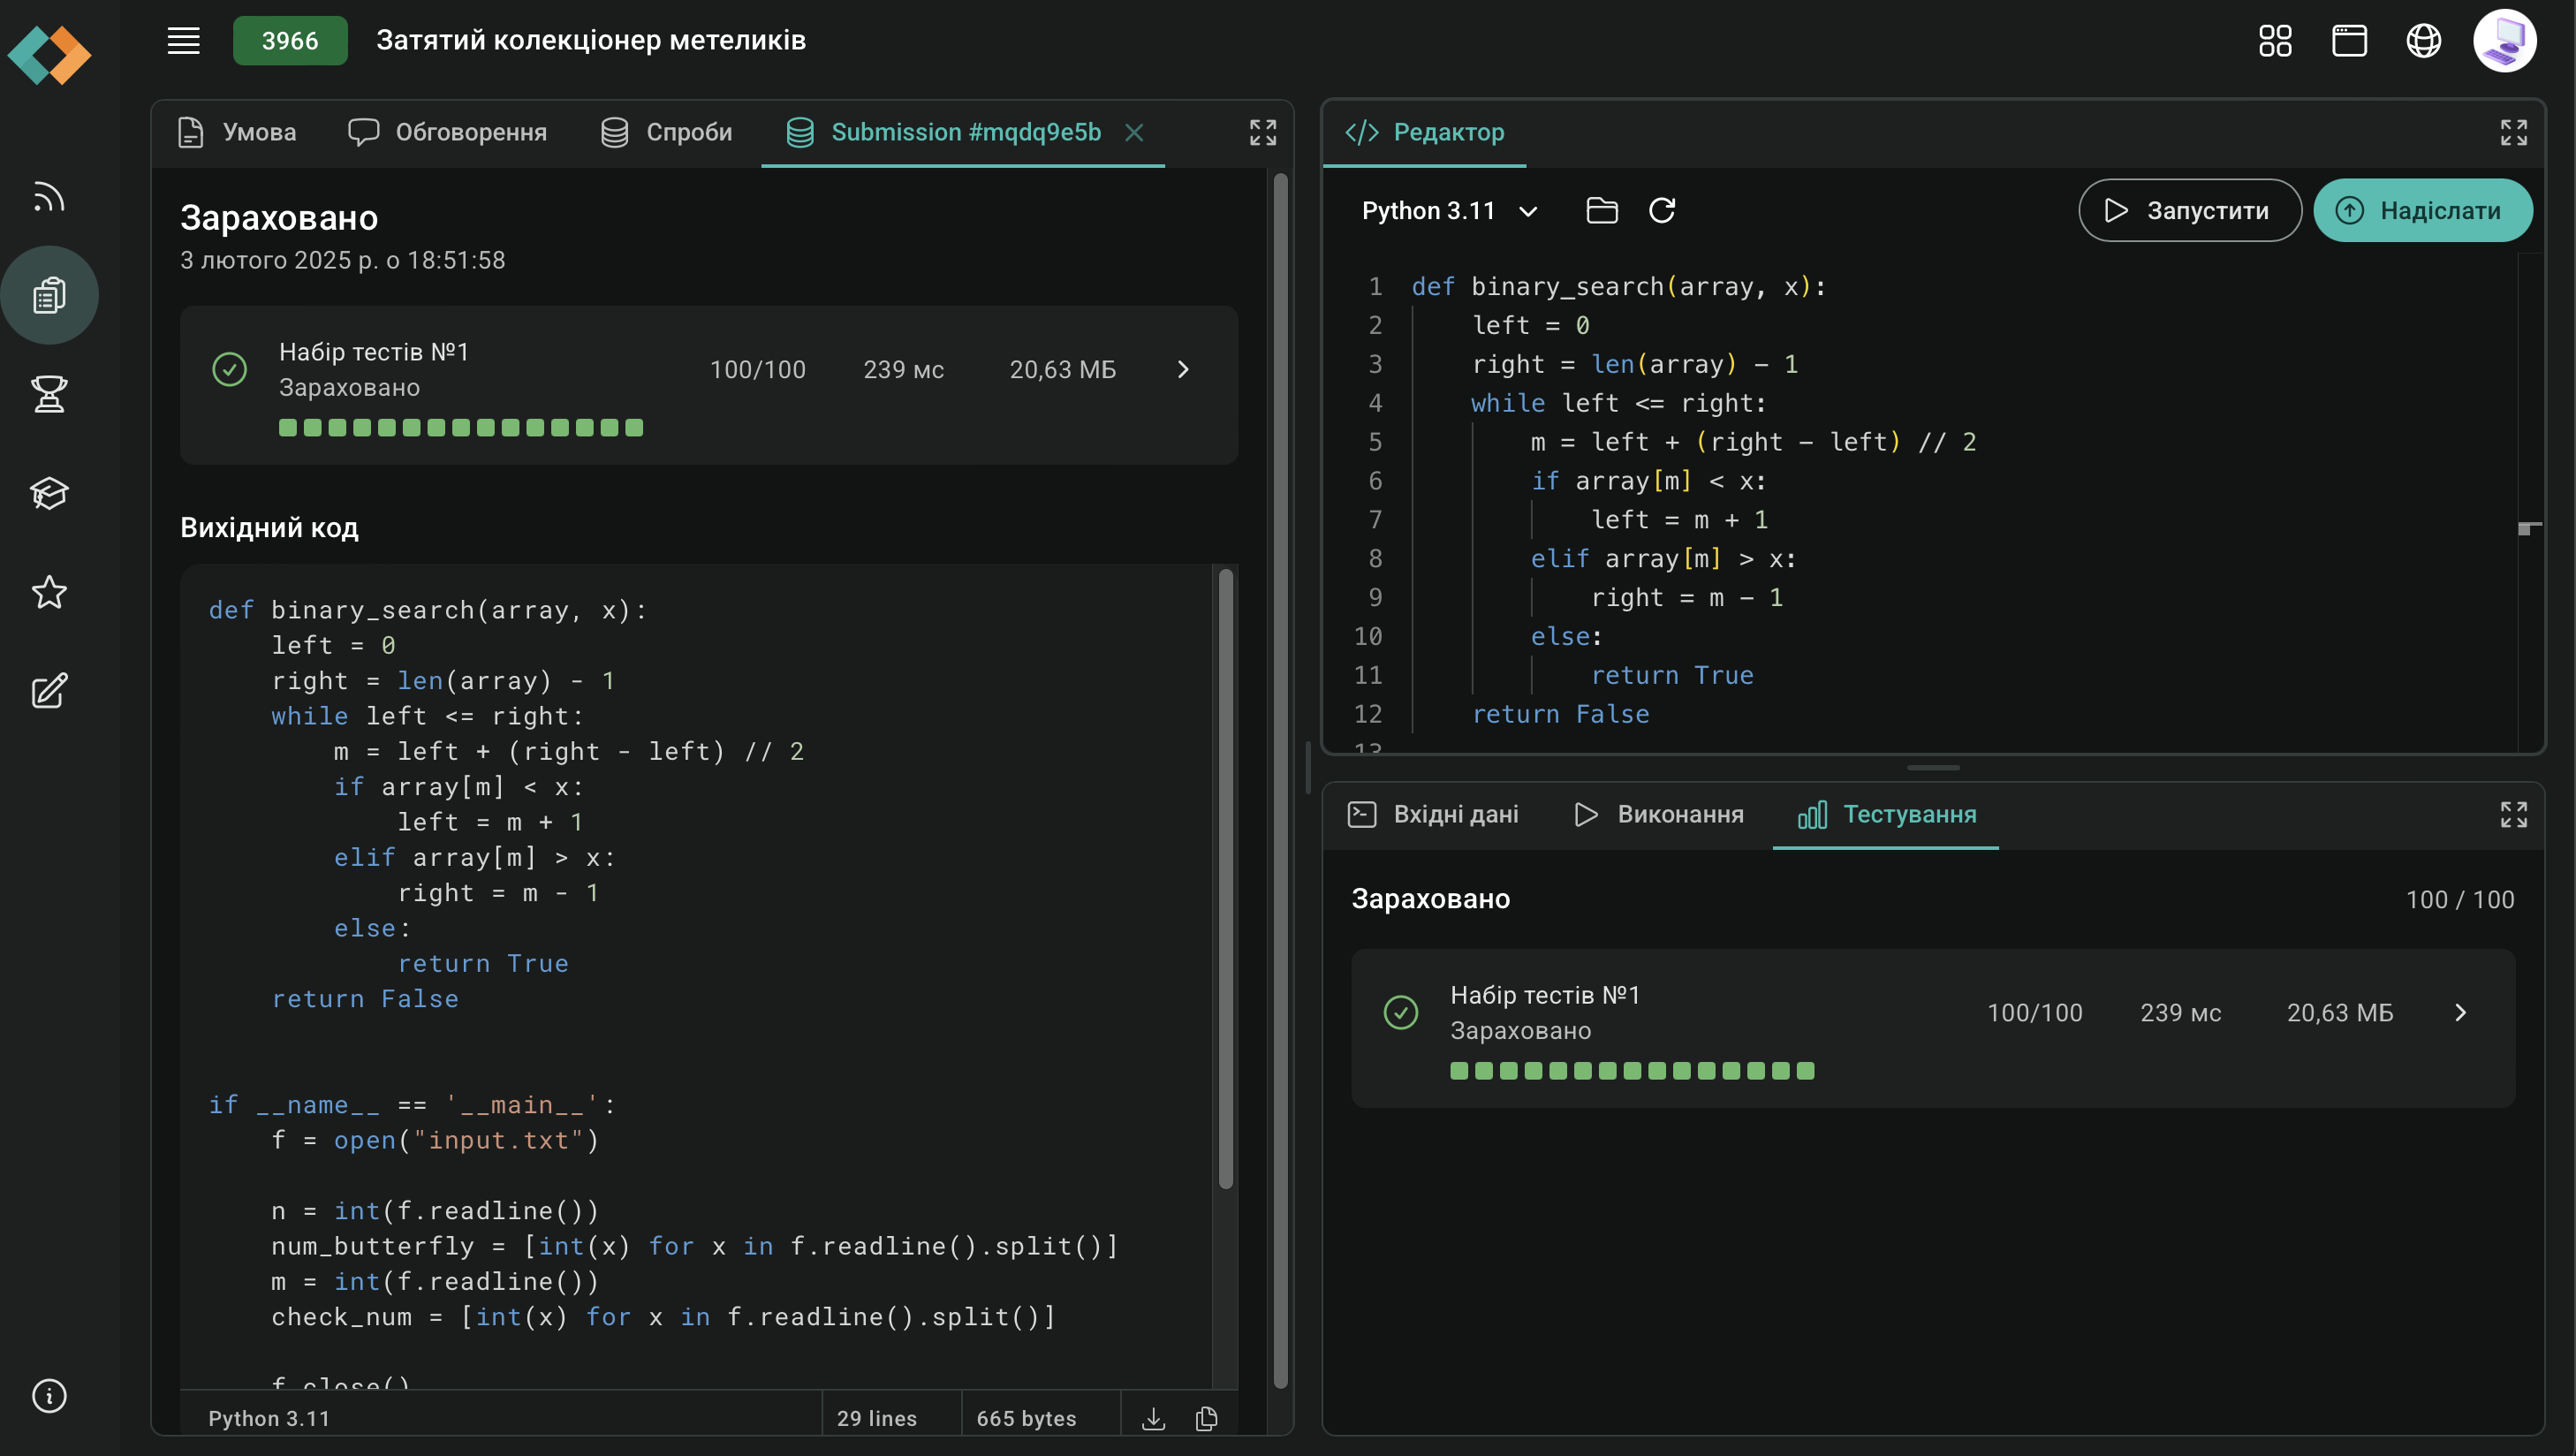 3966
Затятий колекціонер метеликів
Умова
Обговорення
Спроби
Submission #mqdq9e5b
Зараховано
3 лютого 2025 р. о 18:51:58
Набір тестів №1
Зараховано
100/100
239 мс
20,63 МБ
Вихідний код
def binary_search(array, x):
    left = 0
    right = len(array) - 1
    while left <= right:
        m = left + (right - left) // 2
        if array[m] < x:
            left = m + 1
        elif array[m] > x:
            right = m - 1
        else:
            return True
    return False
if __name__ == '__main__':
    f = open("input.txt")
    n = int(f.readline())
    num_butterfly = [int(x) for x in f.readline().split()]
    m = int(f.readline())
    check_num = [int(x) for x in f.readline().split()]
    f.close()
Python 3.11
29 lines
665 bytes
Редактор
Python 3.11
Запустити
Надіслати
1 def binary_search(array, x):
2     left = 0
3     right = len(array) - 1
4     while left <= right:
5         m = left + (right - left) // 2
6         if array[m] < x:
7             left = m + 1
8         elif array[m] > x:
9             right = m - 1
10         else:
11             return True
12     return False
13
Вхідні дані
Виконання
Тестування
Зараховано
100 / 100
Набір тестів №1
Зараховано
100/100
239 мс
20,63 МБ